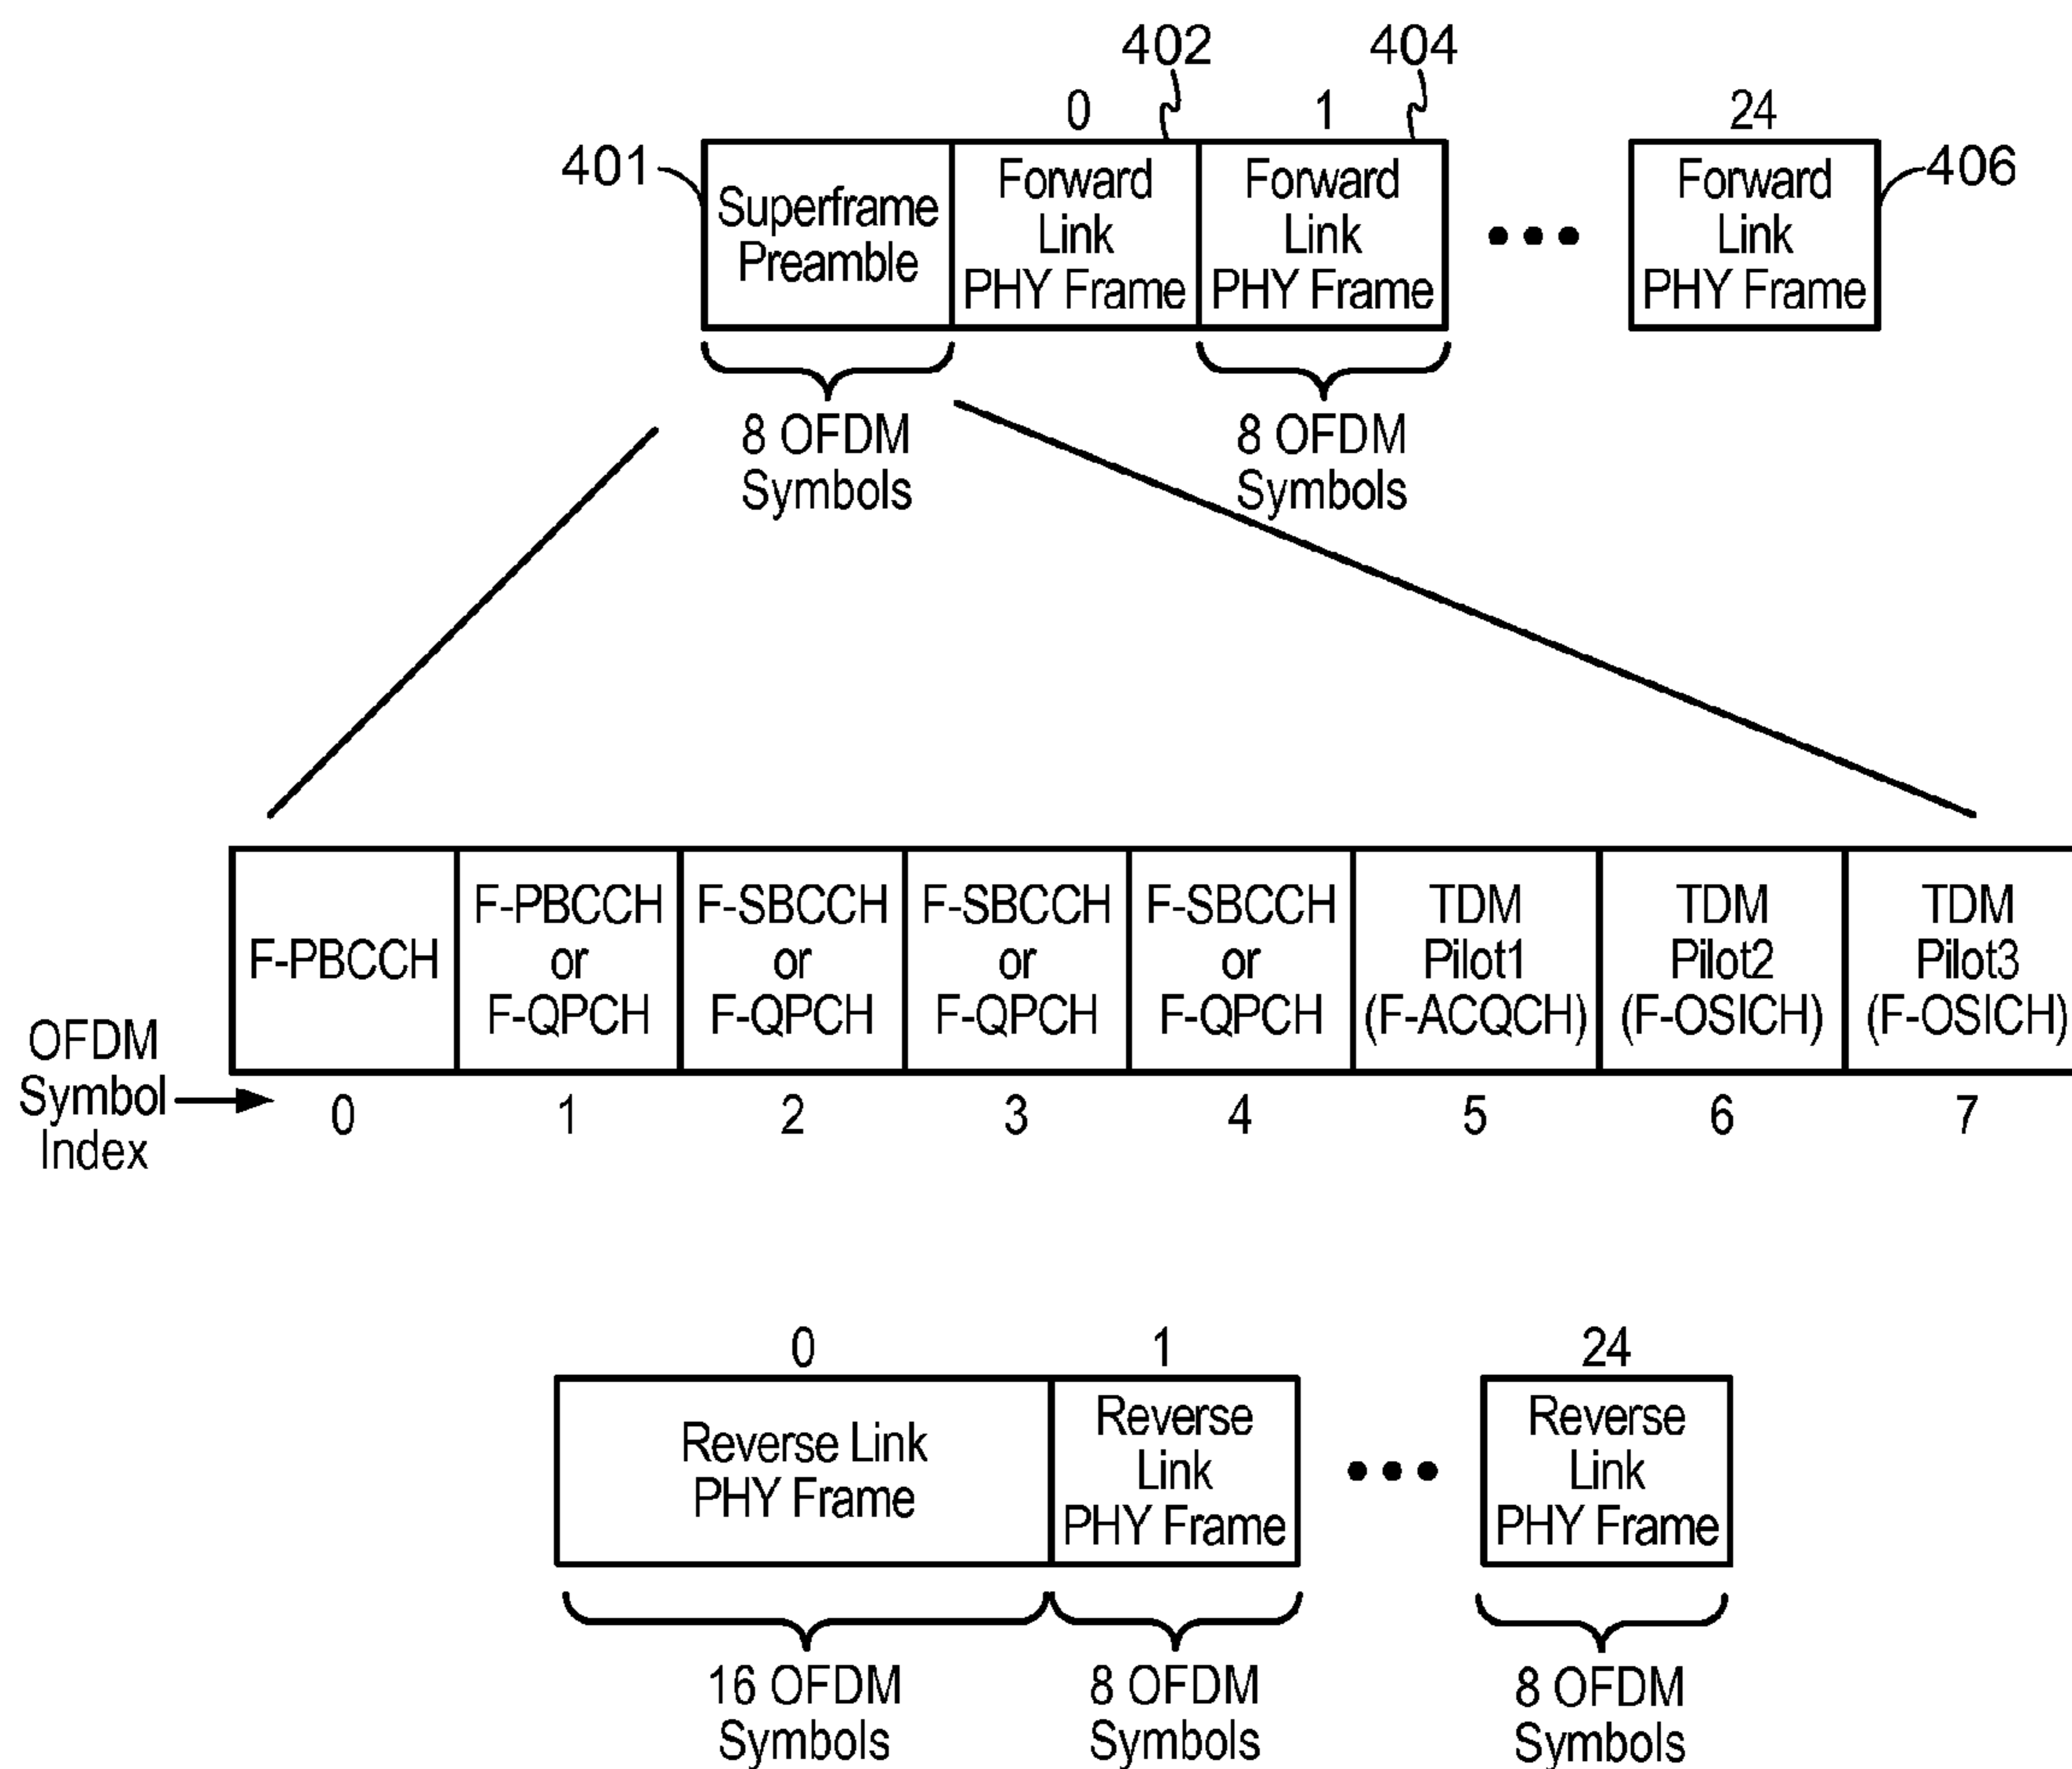 402 404
0 1 24
401 406
Superframe
Preamble
Forward
Link
PHY Frame
Forward
Link
PHY Frame
Forward
Link
PHY Frame
8 OFDM
Symbols
8 OFDM
Symbols
F-PBCCH
F-PBCCH
or
F-QPCH
F-SBCCH
or
F-QPCH
F-SBCCH
or
F-QPCH
F-SBCCH
or
F-QPCH
TDM
Pilot1
(F-ACQCH)
TDM
Pilot2
(F-OSICH)
TDM
Pilot3
(F-OSICH)
OFDM
Symbol
Index
0 1 2 3 4 5 6 7
0 1 24
Reverse Link
PHY Frame
Reverse
Link
PHY Frame
Reverse
Link
PHY Frame
16 OFDM
Symbols
8 OFDM
Symbols
8 OFDM
Symbols